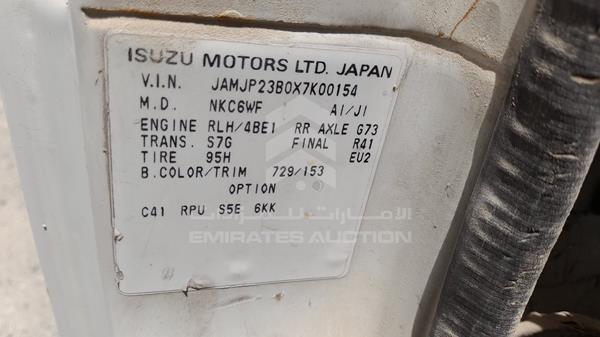 ISUZU MOTORS LTD. JAPAN
V.I.N. JAMJP23B0X7K00154
M.D. NKC6WF AI/JI
ENGINE RLH/4BE1 RR AXLE G73
TRANS. S7G FINAL R41
TIRE 95H EU2
B.COLOR/TRIM 729/153
OPTION
C41 RPU S5E 6KK
الإمارات للمزادات
EMIRATES AUCTION